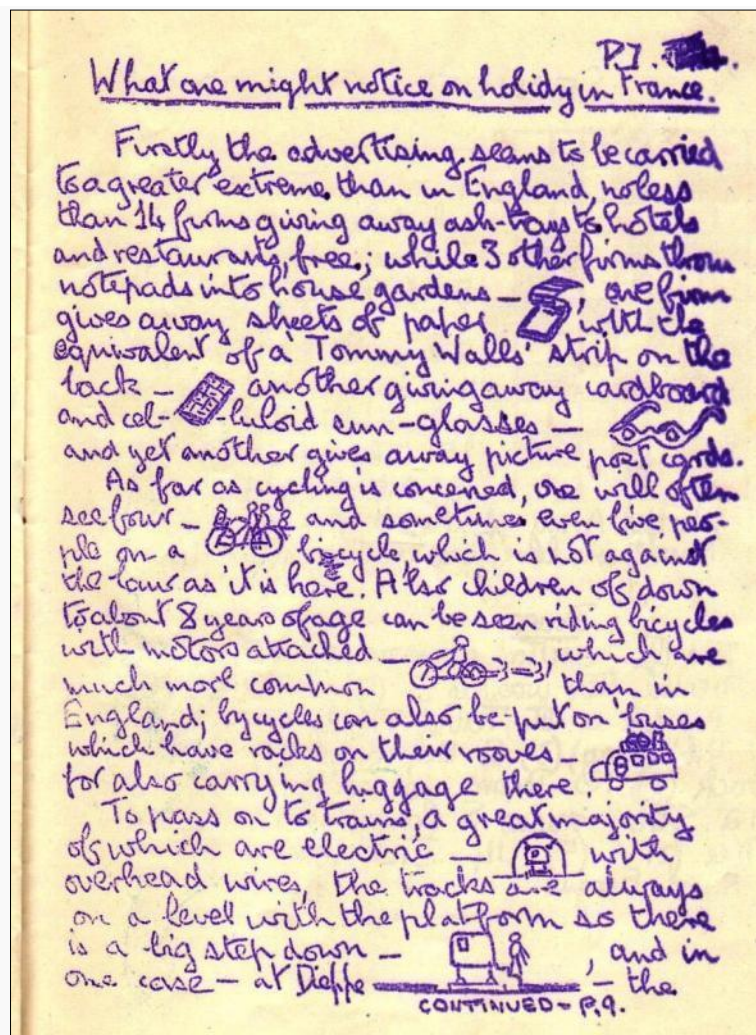 P.7.
What one might notice on holidy in France.
Firstly the advertising seems to be carried
to a greater extreme than in England, no less
than 14 firms giving away ash-trays to hotels
and restaurants, free; while 3 other firms throw
notepads into house gardens – , one firm
gives away sheets of paper with the
equivalent of a 'Tommy Walls' strip on the
back – another giving away cardboard
and cel- -luloid sun-glasses –
and yet another gives away picture post cards.
As far as cycling is concened, one will often
see four – and sometimes even five, peo-
ple on a bicycle, which is not against
the law as it is here. Also children of down
to about 8 years of age can be seen riding bicycles
with motors attached – , which are
much more common than in
England; bycycles can also be put on buses
which have racks on their rooves
for also carrying luggage there
To pass on to trains, a great majority
of which are electric – with
overhead wires, the tracks are always
on a level with the platform so there
is a big step down – , and in
one case – at Dieppe – the
CONTINUED – P.9.